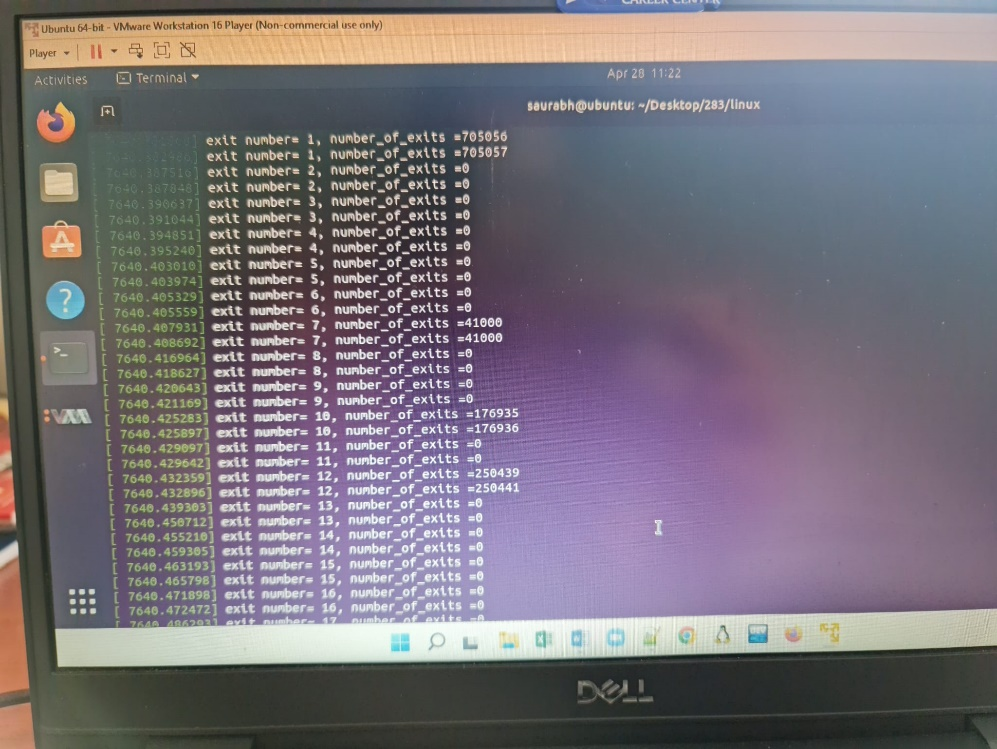 CAREER CENTER
Ubuntu 64-bit - VMware Workstation 16 Player (Non-commercial use only)
Player
Activities Terminal Apr 28 11:22
saurabh@ubuntu: ~/Desktop/283/linux
exit number= 1, number_of_exits =705056
exit number= 1, number_of_exits =705057
7640.387516] exit number= 2, number_of_exits =0
7640.387848] exit number= 2, number_of_exits =0
7640.390637] exit number= 3, number_of_exits =0
[ 7640.391044] exit number= 3, number_of_exits =0
[ 7640.394851] exit number= 4, number_of_exits =0
[ 7640.395240] exit number= 4, number_of_exits =0
[ 7640.403010] exit number= 5, number_of_exits =0
[ 7640.403974] exit number= 5, number_of_exits =0
[ 7640.405329] exit number= 6, number_of_exits =0
[ 7640.405559] exit number= 6, number_of_exits =0
[ 7640.407931] exit number= 7, number_of_exits =41000
[ 7640.408692] exit number= 7, number_of_exits =41000
[ 7640.416964] exit number= 8, number_of_exits =0
[ 7640.418627] exit number= 8, number_of_exits =0
[ 7640.420643] exit number= 9, number_of_exits =0
[ 7640.421169] exit number= 9, number_of_exits =0
[ 7640.425283] exit number= 10, number_of_exits =176935
[ 7640.425897] exit number= 10, number_of_exits =176936
[ 7640.429097] exit number= 11, number_of_exits =0
[ 7640.429642] exit number= 11, number_of_exits =0
[ 7640.432359] exit number= 12, number_of_exits =250439
[ 7640.432896] exit number= 12, number_of_exits =250441
[ 7640.439303] exit number= 13, number_of_exits =0
[ 7640.450712] exit number= 13, number_of_exits =0
[ 7640.455210] exit number= 14, number_of_exits =0
[ 7640.459305] exit number= 14, number_of_exits =0
[ 7640.463193] exit number= 15, number_of_exits =0
[ 7640.465798] exit number= 15, number_of_exits =0
[ 7640.471898] exit number= 16, number_of_exits =0
[ 7640.472472] exit number= 16, number_of_exits =0
[ 7640.486293] exit number= 17, number_of_exits =0
DELL